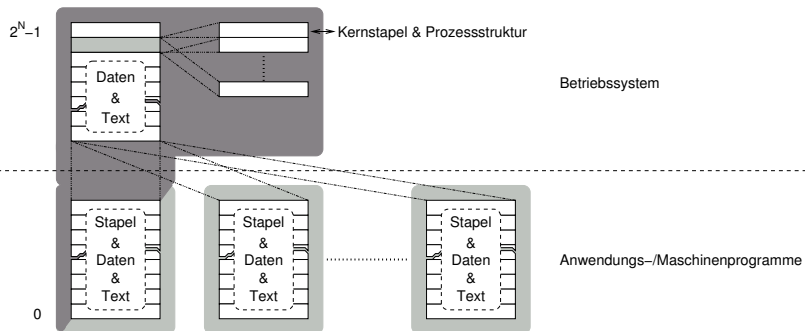 2^N−1
Kernstapel & Prozessstruktur
Daten
&
Text
Betriebssystem
Stapel
&
Daten
&
Text
Stapel
&
Daten
&
Text
Stapel
&
Daten
&
Text
Anwendungs−/Maschinenprogramme
0